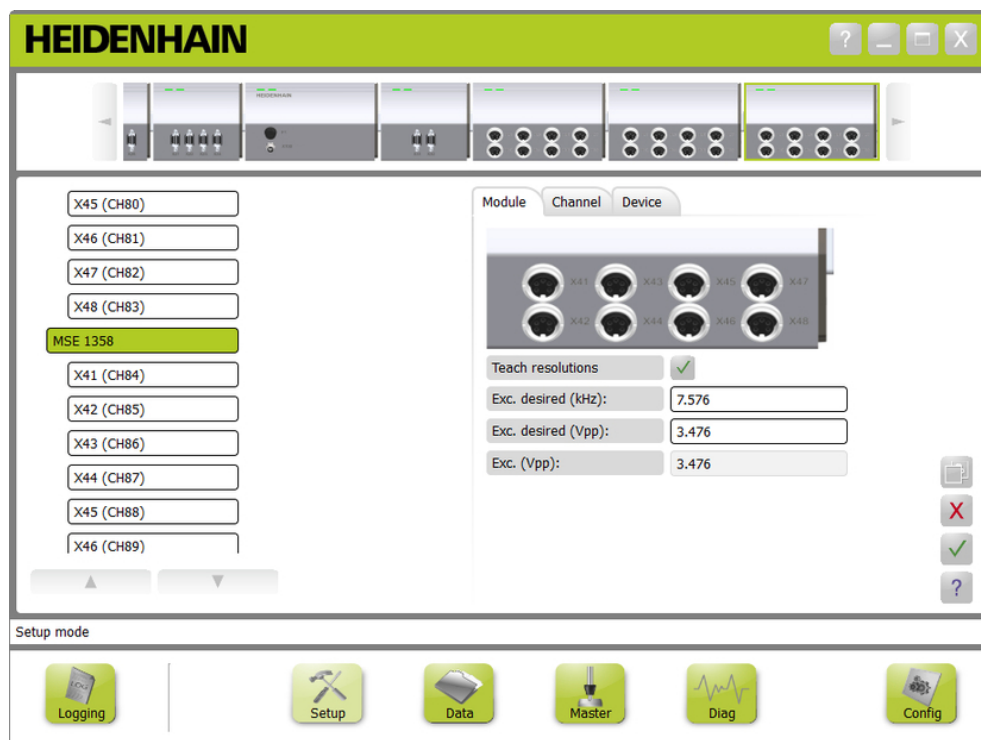 HEIDENHAIN
?
X
HEIDENHAIN
X45 (CH80)
X46 (CH81)
X47 (CH82)
X48 (CH83)
MSE 1358
X41 (CH84)
X42 (CH85)
X43 (CH86)
X44 (CH87)
X45 (CH88)
X46 (CH89)
Module Channel Device
X41 X43 X45 X47
X42 X44 X46 X48
Teach resolutions
Exc. desired (kHz): 7.576
Exc. desired (Vpp): 3.476
Exc. (Vpp): 3.476
X
?
Setup mode
LOG
Logging Setup Data Master Diag Config